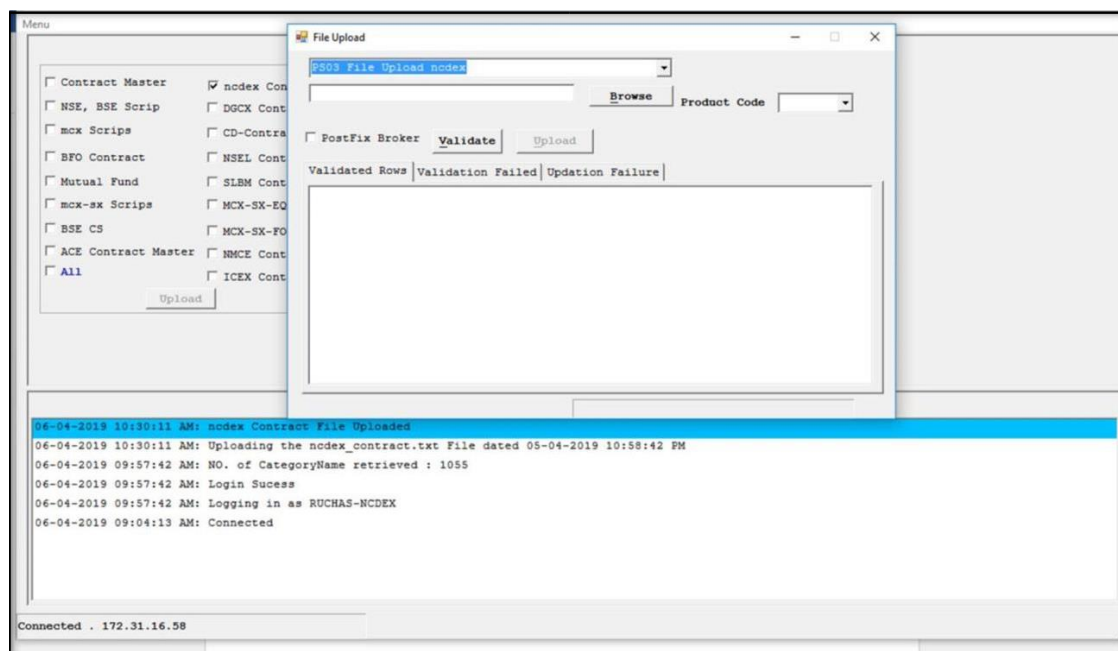 Menu
File Upload
PS03 File Upload ncdex
Browse
Product Code
PostFix Broker
Validate
Upload
Validated Rows
Validation Failed
Updation Failure
Contract Master
ncdex Con
NSE, BSE Scrip
DGCX Cont
mcx Scrips
CD-Contra
BFO Contract
NSEL Cont
Mutual Fund
SLBM Cont
mcx-sx Scrips
MCX-SX-EQ
BSE CS
MCX-SX-FO
ACE Contract Master
NMCE Cont
All
ICEX Cont
Upload
06-04-2019 10:30:11 AM: ncdex Contract File Uploaded
06-04-2019 10:30:11 AM: Uploading the ncdex_contract.txt File dated 05-04-2019 10:58:42 PM
06-04-2019 09:57:42 AM: NO. of CategoryName retrieved : 1055
06-04-2019 09:57:42 AM: Login Sucess
06-04-2019 09:57:42 AM: Logging in as RUCHAS-NCDEX
06-04-2019 09:04:13 AM: Connected
Connected . 172.31.16.58